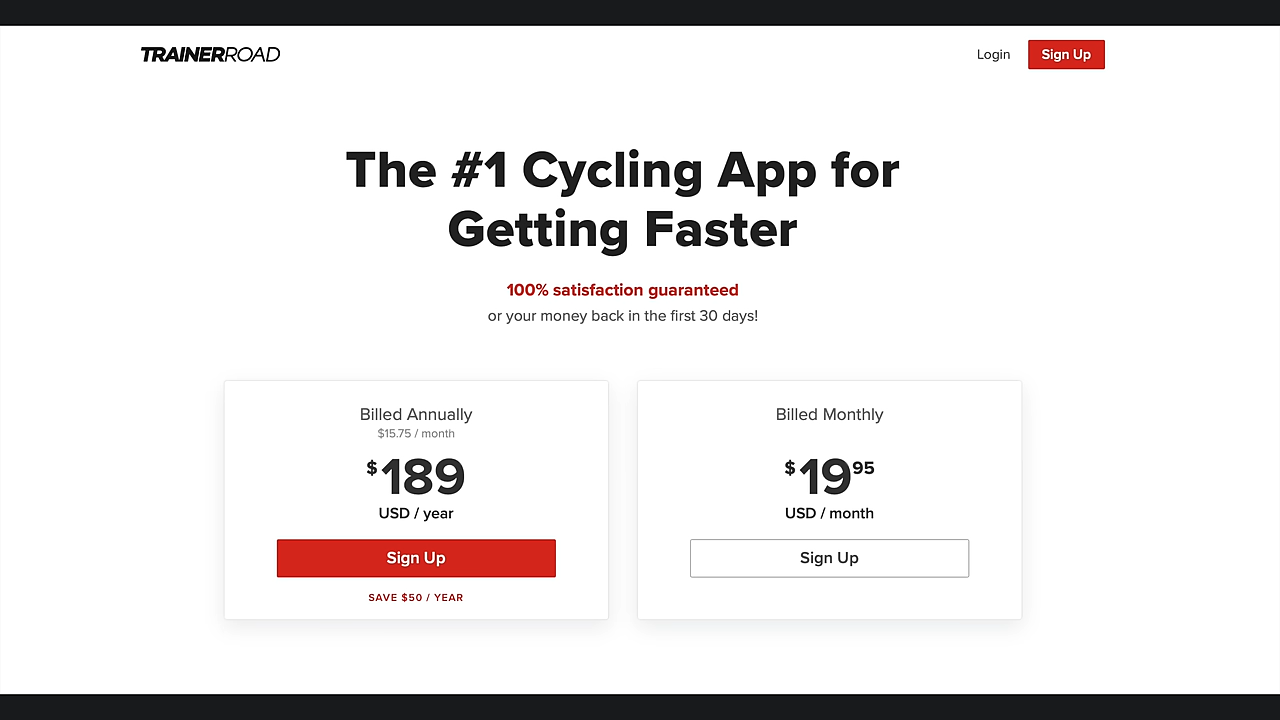 TRAINERROAD
Login
Sign Up
The #1 Cycling App for
Getting Faster
100% satisfaction guaranteed
or your money back in the first 30 days!
Billed Annually
$15.75 / month
$189
USD / year
Sign Up
SAVE $50 / YEAR
Billed Monthly
$19 95
USD / month
Sign Up